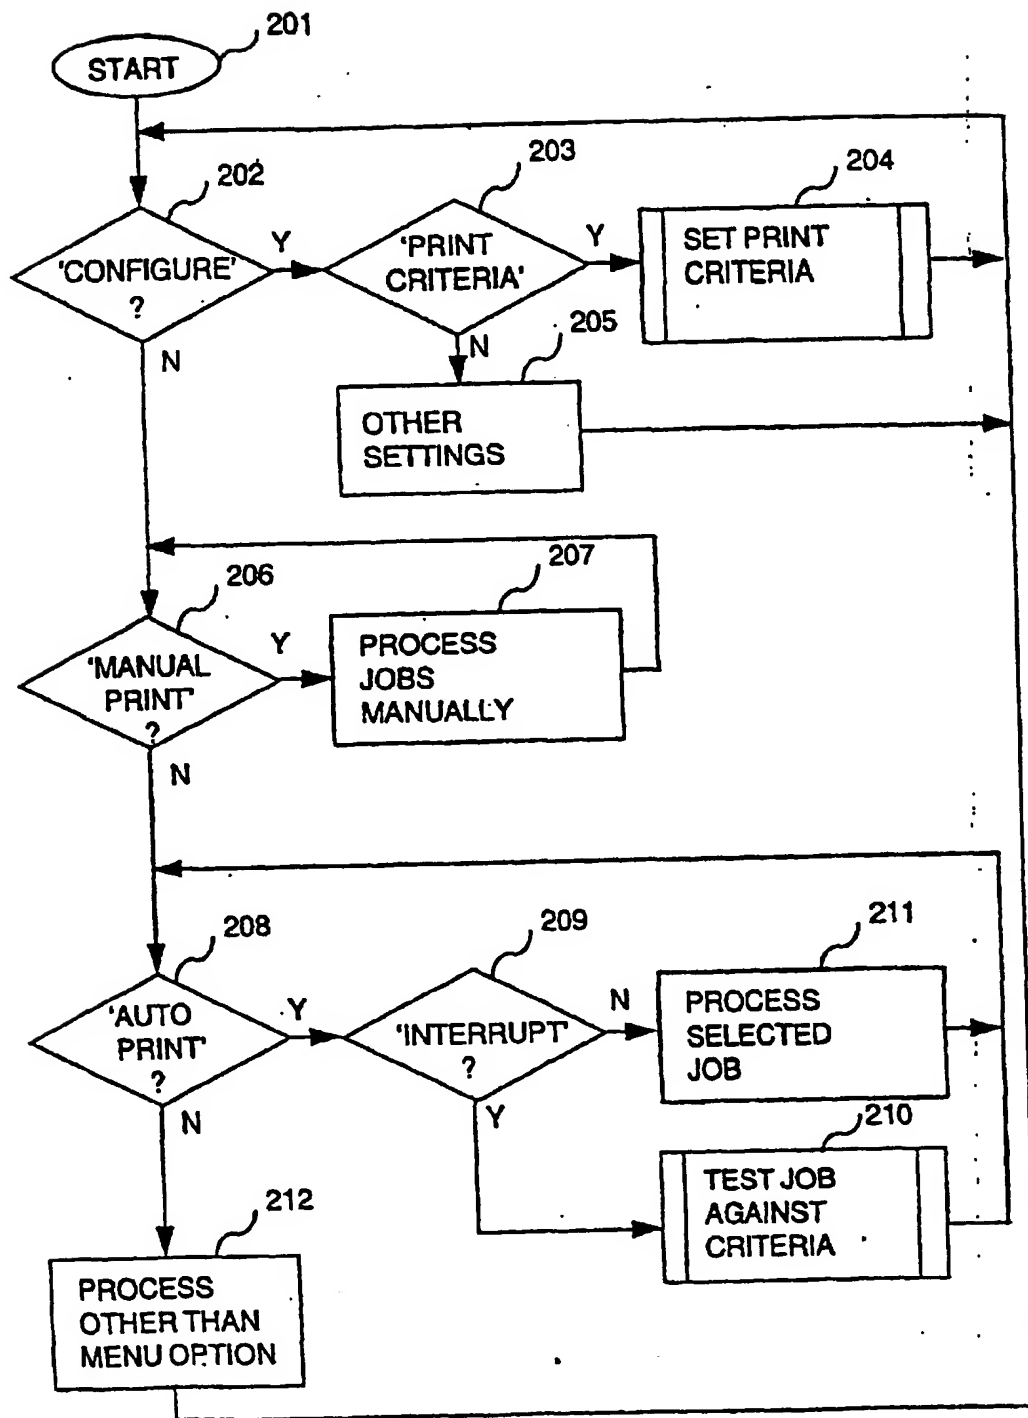 201
START
202
203
204
'CONFIGURE'
?
Y
'PRINT
CRITERIA'
Y
SET PRINT
CRITERIA
N
N
205
OTHER
SETTINGS
206
207
'MANUAL
PRINT'
?
Y
PROCESS
JOBS
MANUALLY
N
208
209
211
'AUTO
PRINT'
?
Y
'INTERRUPT'
?
N
PROCESS
SELECTED
JOB
N
Y
210
TEST JOB
AGAINST
CRITERIA
212
PROCESS
OTHER THAN
MENU OPTION